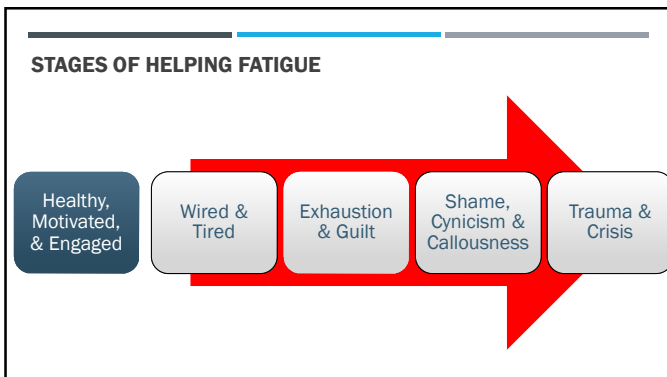 STAGES OF HELPING FATIGUE
Healthy,
Motivated,
& Engaged
Wired &
Tired
Exhaustion
& Guilt
Shame,
Cynicism &
Callousness
Trauma &
Crisis